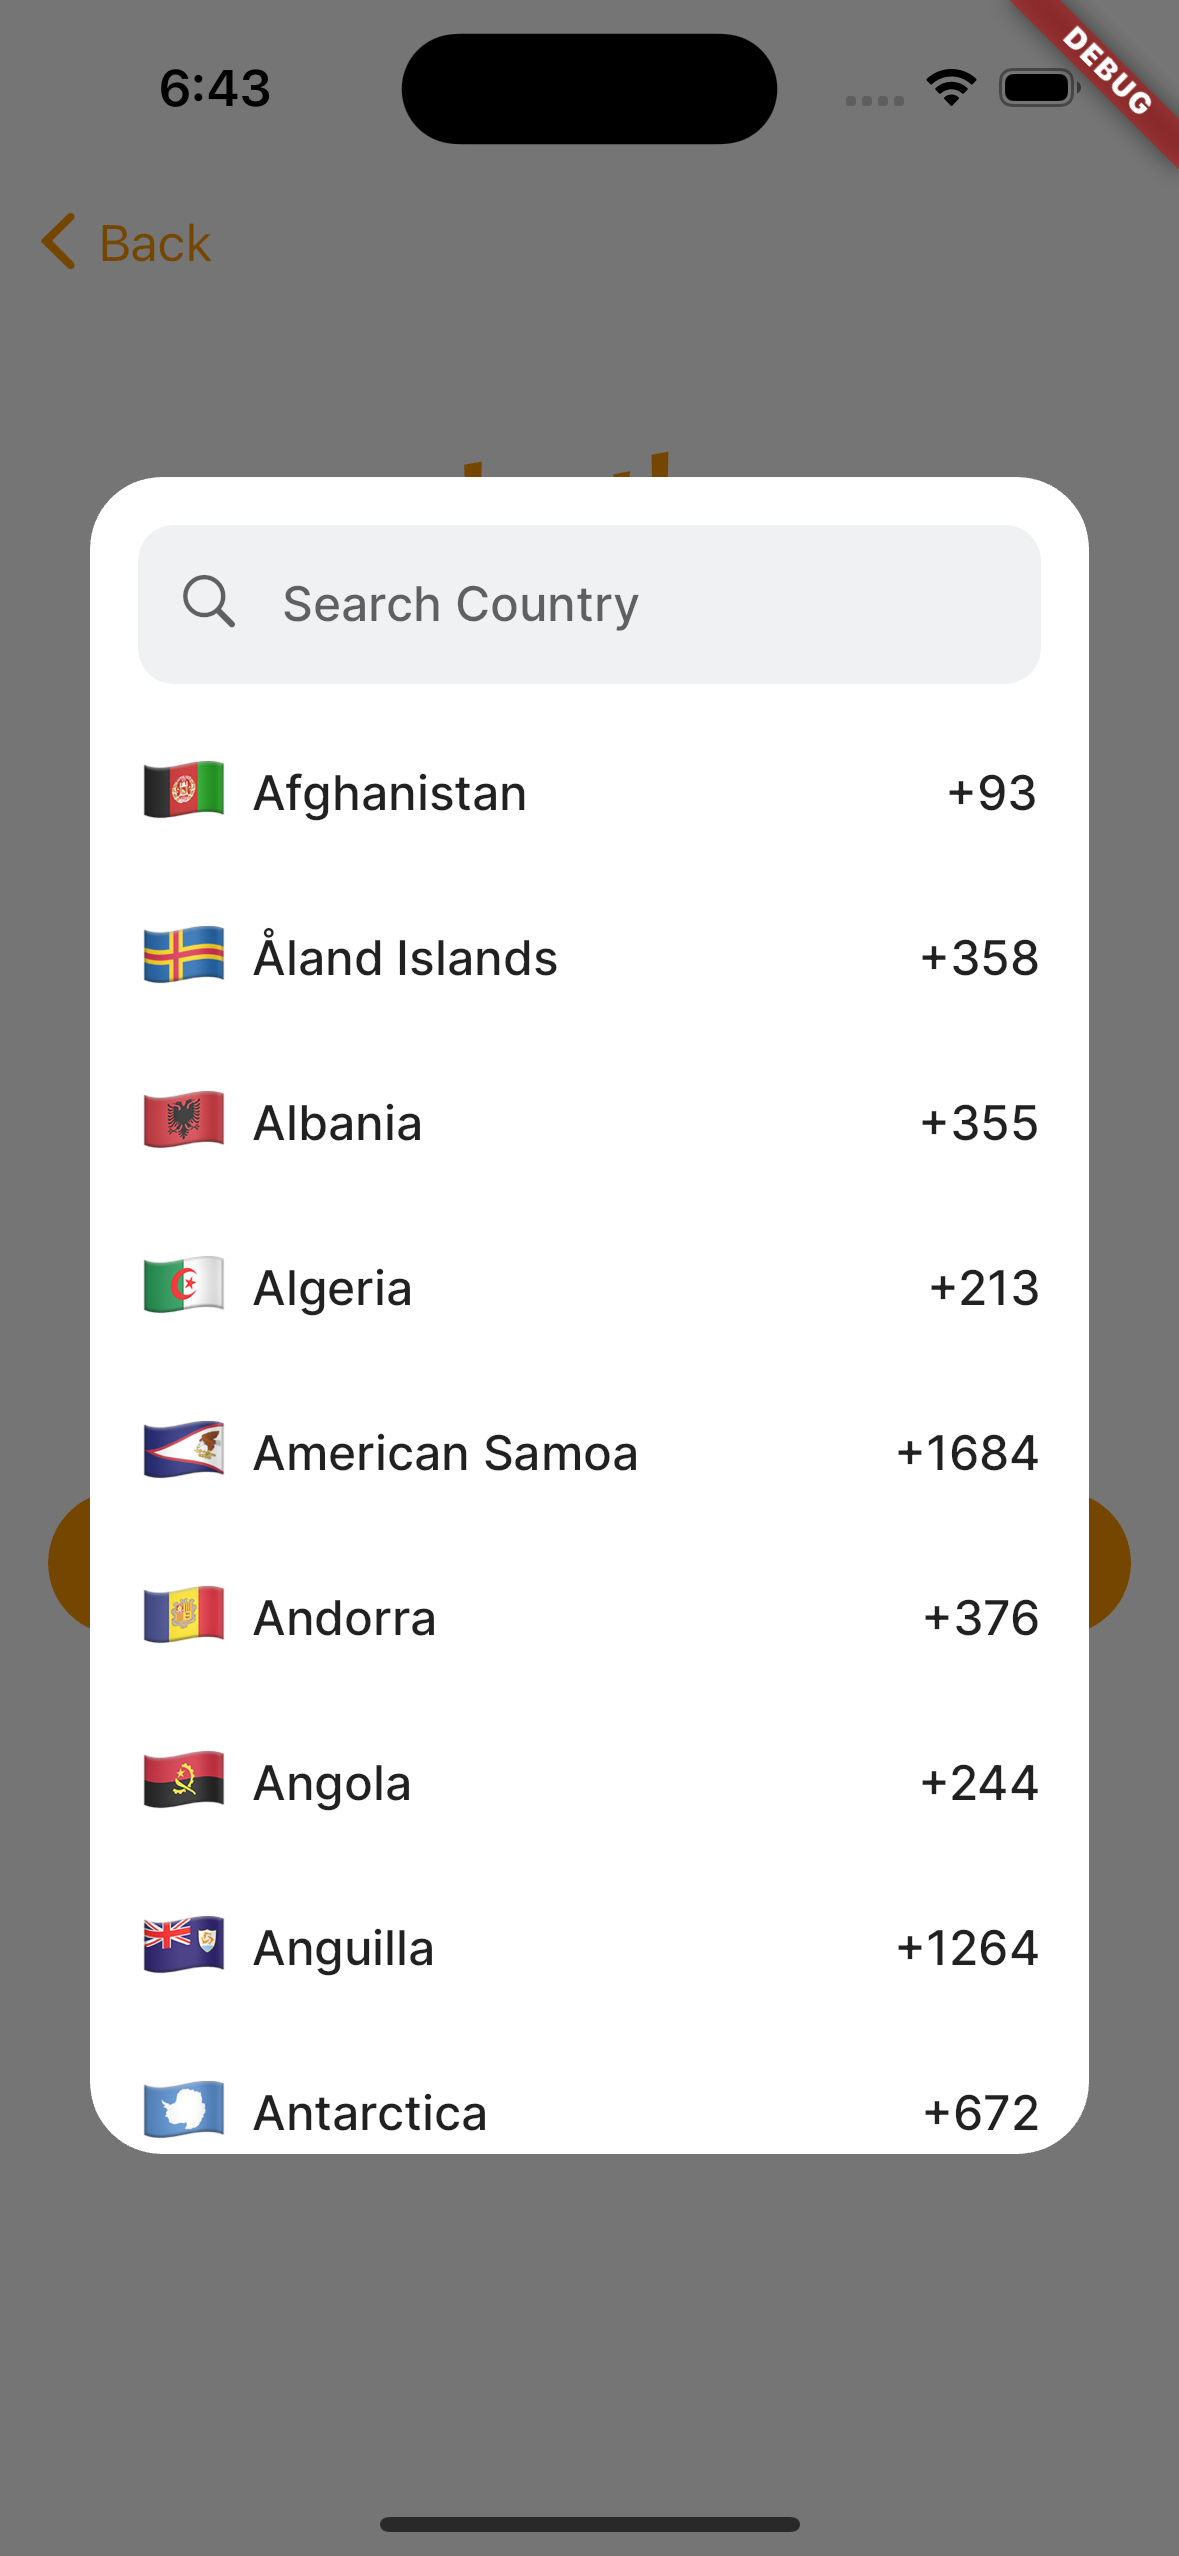 6:43
DEBUG
Back
Search Country
Afghanistan +93
Åland Islands +358
Albania +355
Algeria +213
American Samoa +1684
Andorra +376
Angola +244
Anguilla +1264
Antarctica +672